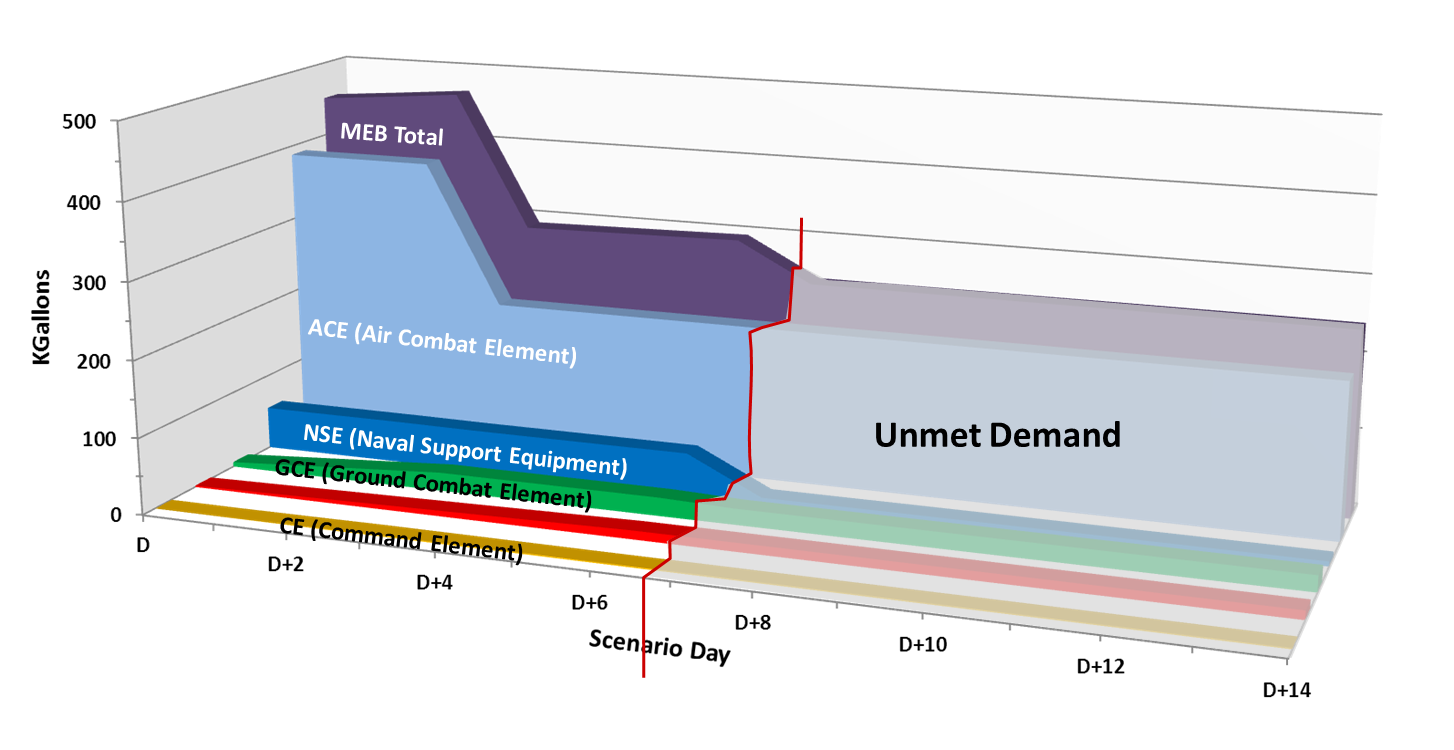 500
400
300
200
100
0
KGallons
MEB Total
ACE (Air Combat Element)
NSE (Naval Support Equipment)
GCE (Ground Combat Element)
CE (Command Element)
Unmet Demand
D
D+2
D+4
D+6
D+8
D+10
D+12
D+14
Scenario Day